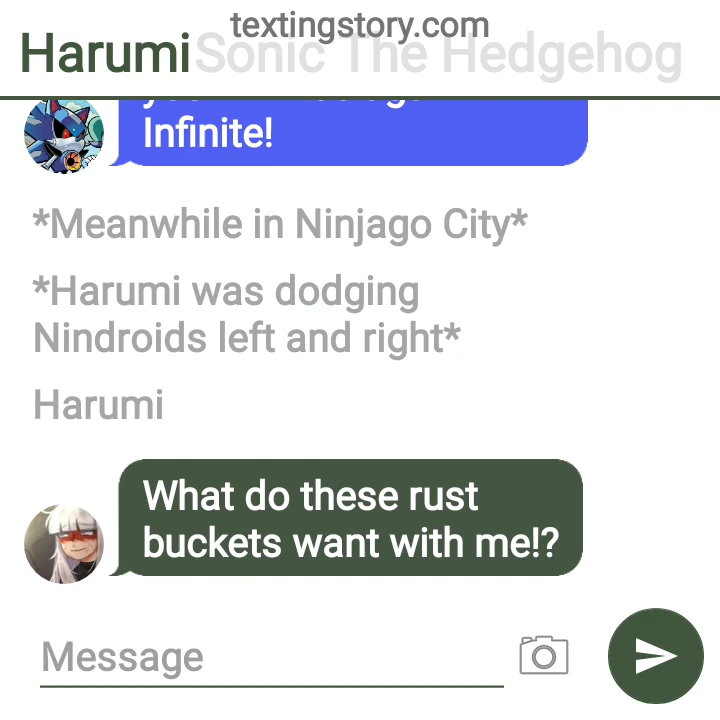 textingstory.com
Harumi Sonic The Hedgehog
Infinite!
*Meanwhile in Ninjago City*
*Harumi was dodging
Nindroids left and right*
Harumi
What do these rust
buckets want with me!?
Message